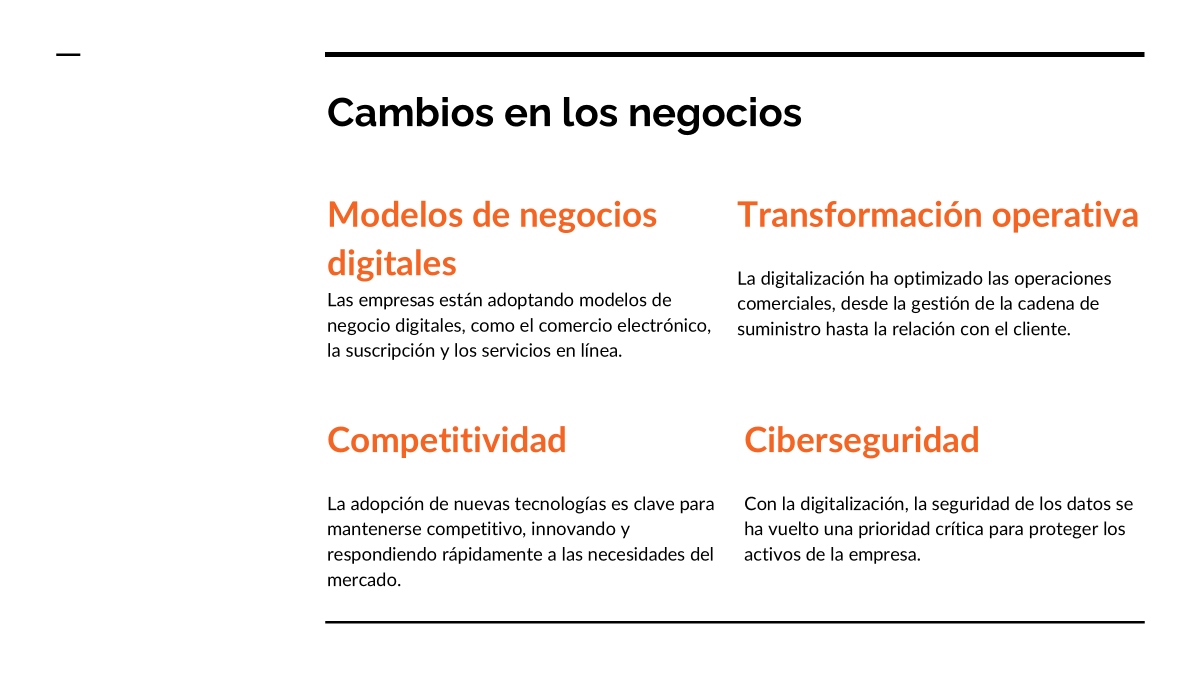 Cambios en los negocios
Modelos de negocios
digitales
Las empresas están adoptando modelos de
negocio digitales, como el comercio electrónico,
la suscripción y los servicios en línea.
Transformación operativa
La digitalización ha optimizado las operaciones
comerciales, desde la gestión de la cadena de
suministro hasta la relación con el cliente.
Competitividad
La adopción de nuevas tecnologías es clave para
mantenerse competitivo, innovando y
respondiendo rápidamente a las necesidades del
mercado.
Ciberseguridad
Con la digitalización, la seguridad de los datos se
ha vuelto una prioridad crítica para proteger los
activos de la empresa.